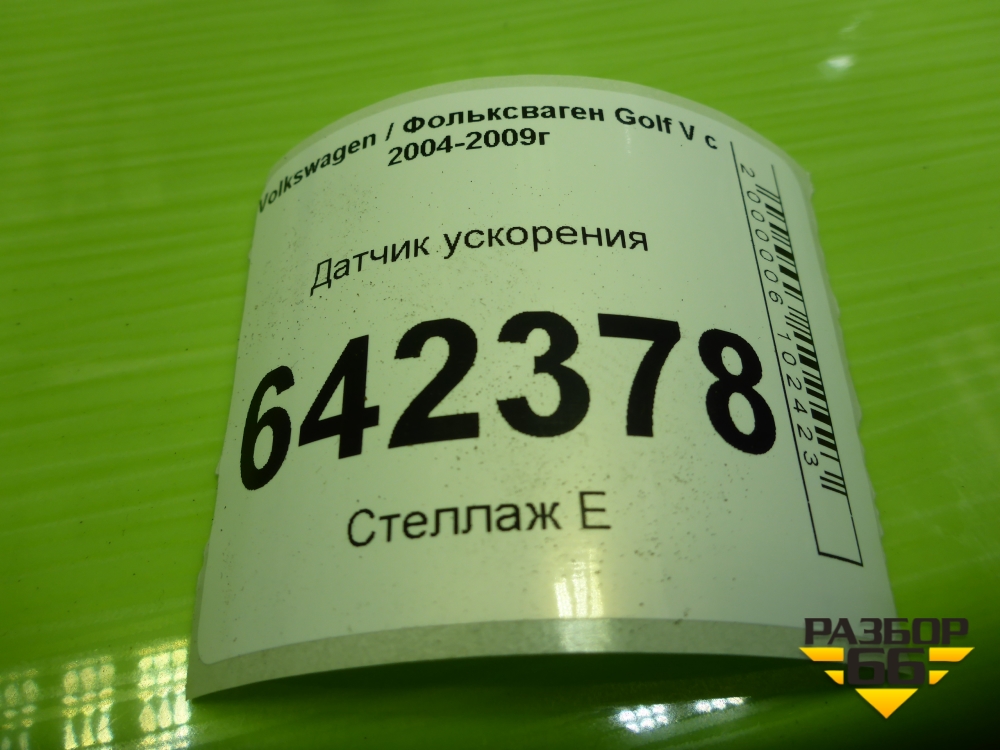 Volkswagen / Фольксваген Golf V с
2004-2009г
Датчик ускорения
642378
Стеллаж E
2000006102423
РАЗБОР
66